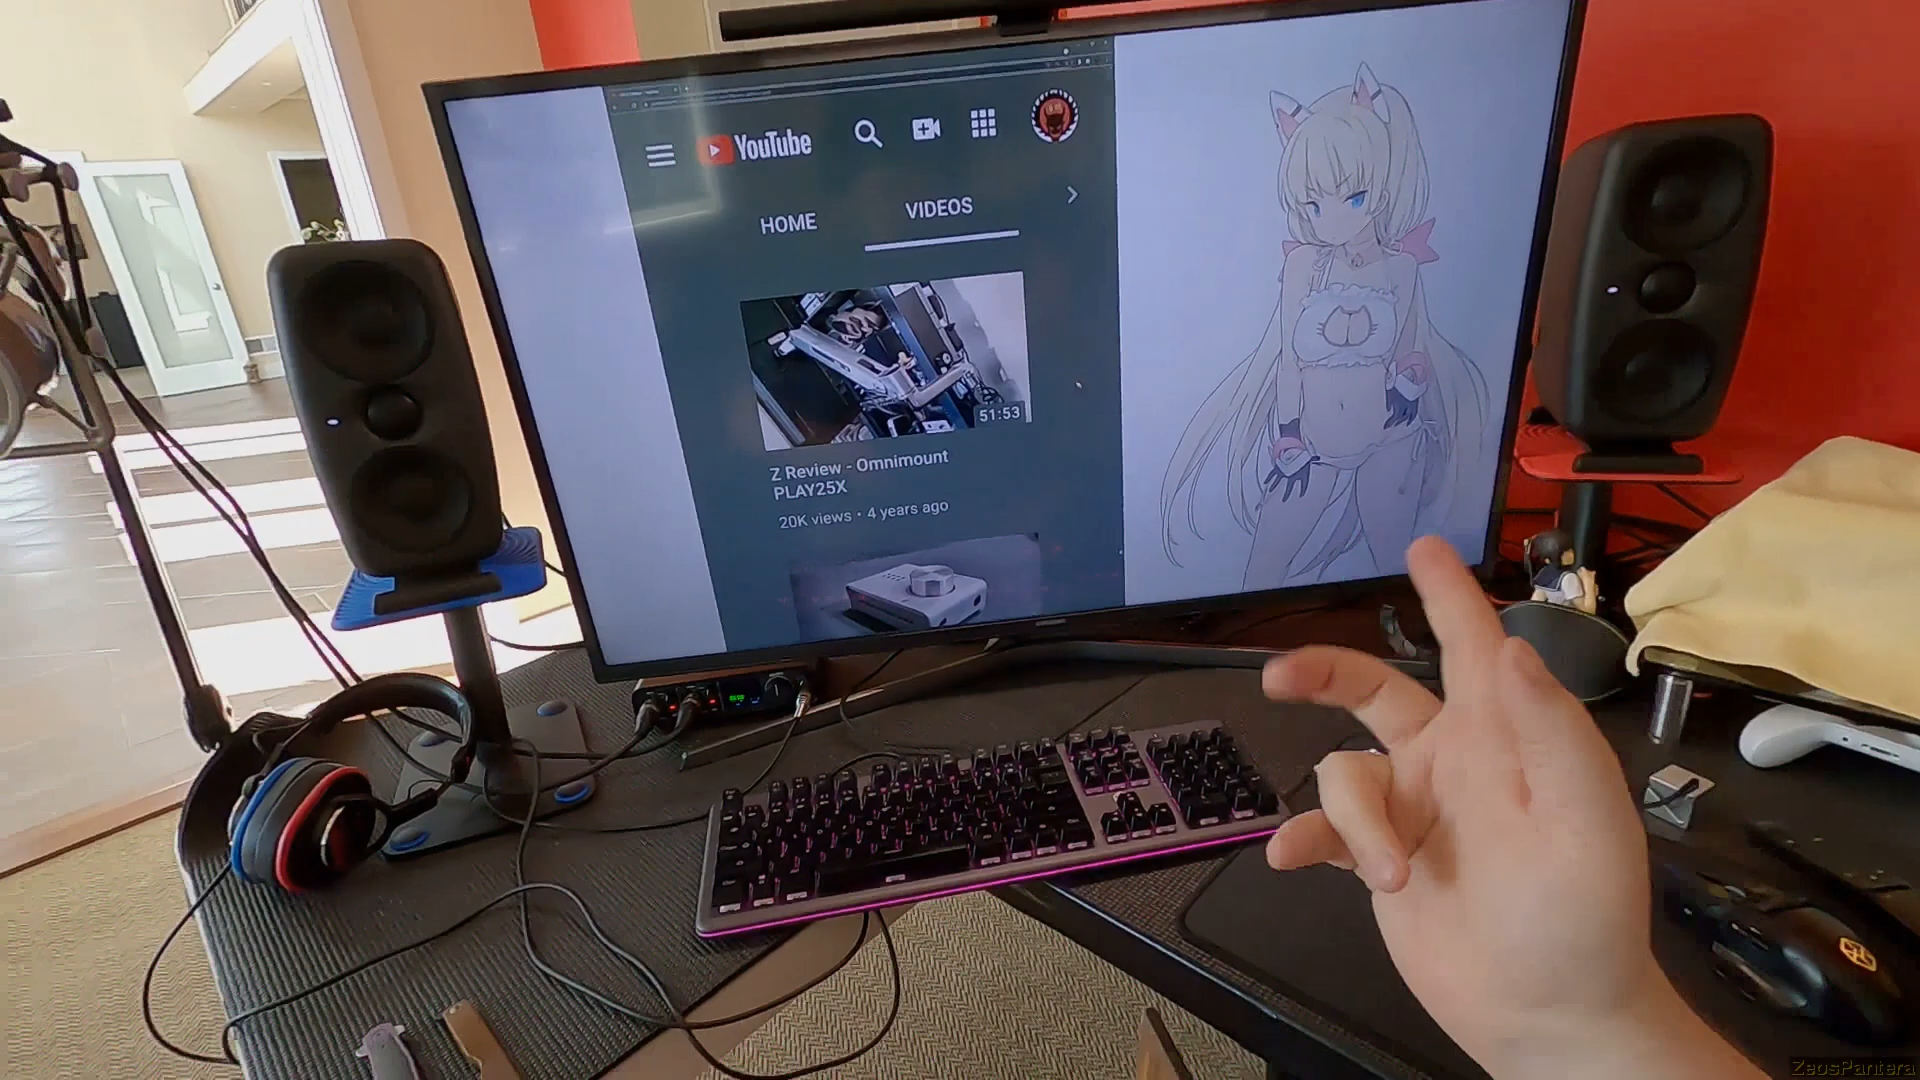 YouTube
HOME
VIDEOS
51:53
Z Review - Omnimount
PLAY25X
20K views • 4 years ago
ZeosPantera